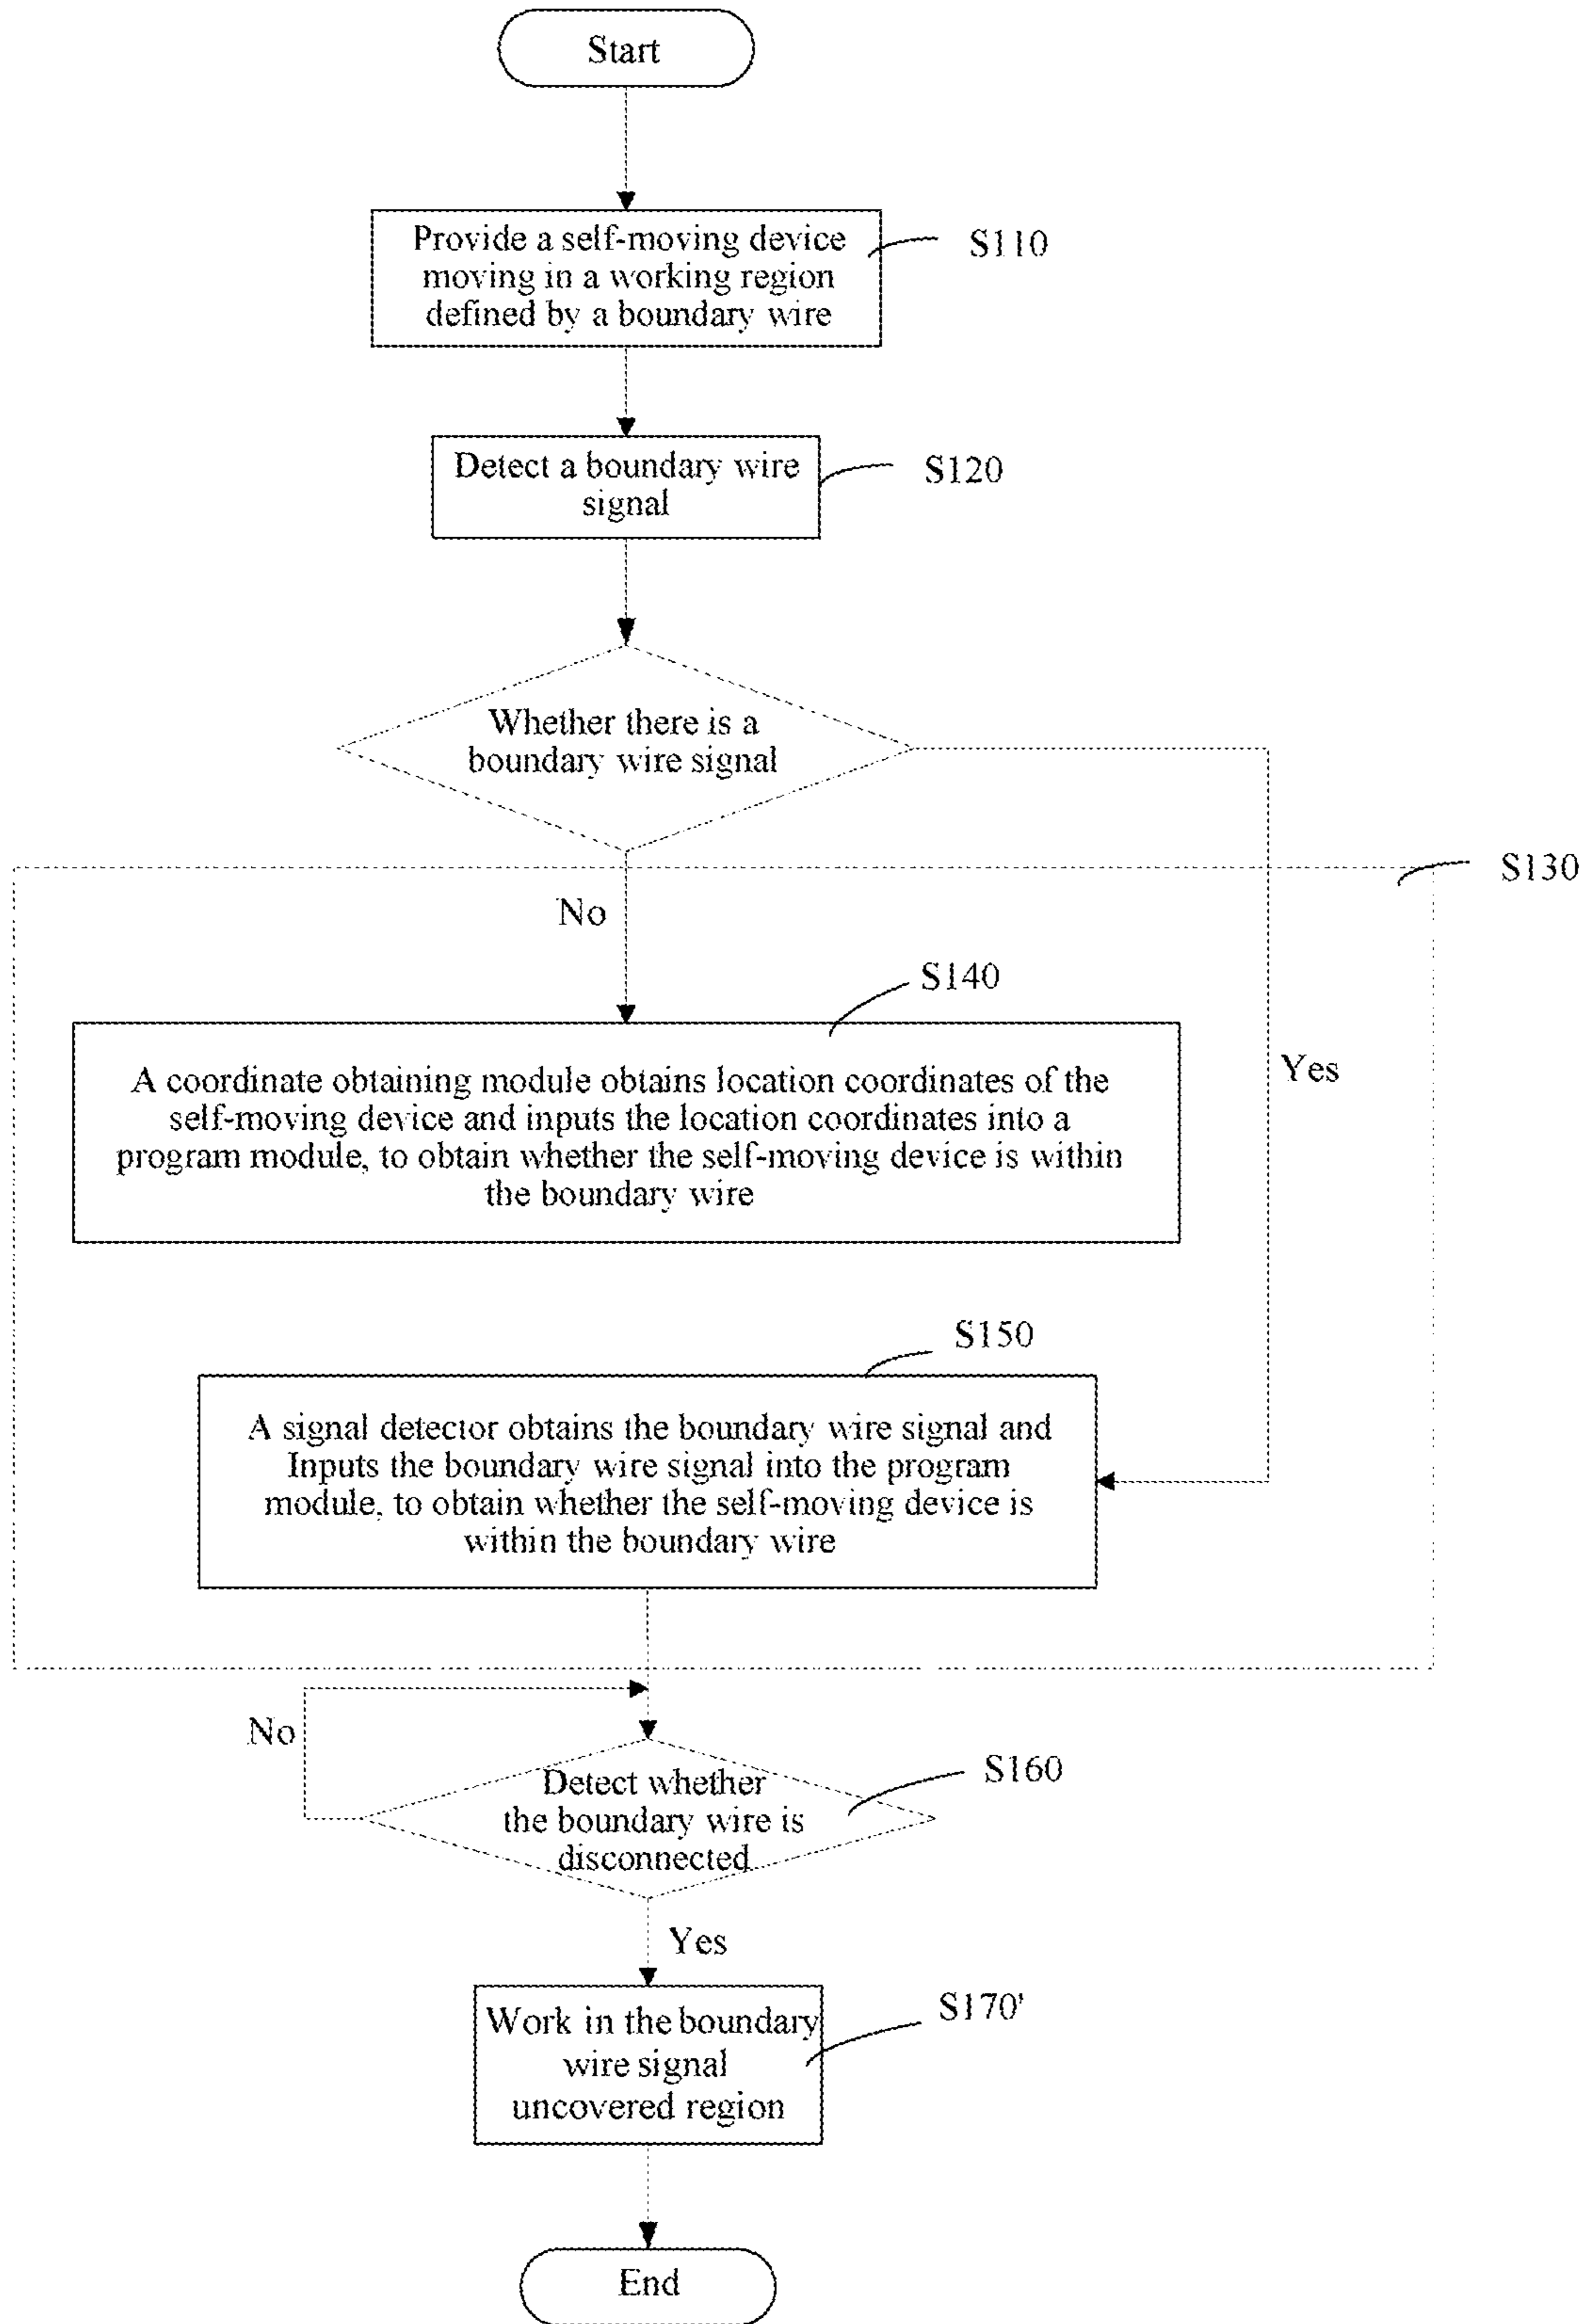 Start
Provide a self-moving device
moving in a working region
defined by a boundary wire
S110
Detect a boundary wire
signal
S120
Whether there is a
boundary wire signal
S130
No
S140
A coordinate obtaining module obtains location coordinates of the
self-moving device and inputs the location coordinates into a
program module, to obtain whether the self-moving device is within
the boundary wire
Yes
S150
A signal detector obtains the boundary wire signal and
Inputs the boundary wire signal into the program
module, to obtain whether the self-moving device is
within the boundary wire
No
Detect whether
the boundary wire is
disconnected
S160
Yes
Work in the boundary
wire signal
uncovered region
S170'
End